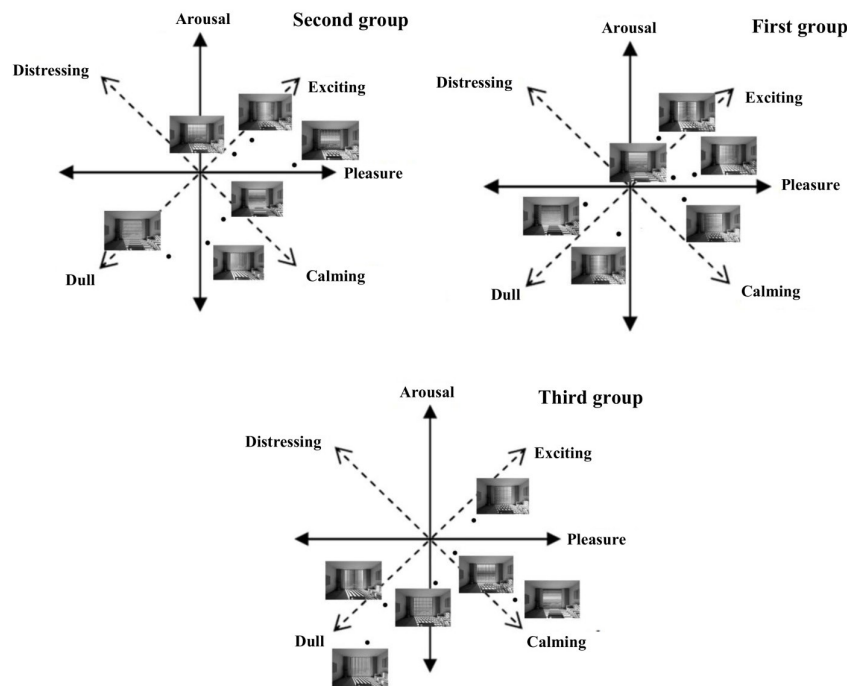 Second group
Arousal
Distressing
Exciting
Pleasure
Dull
Calming
First group
Arousal
Distressing
Exciting
Pleasure
Dull
Calming
Third group
Arousal
Distressing
Exciting
Pleasure
Dull
Calming